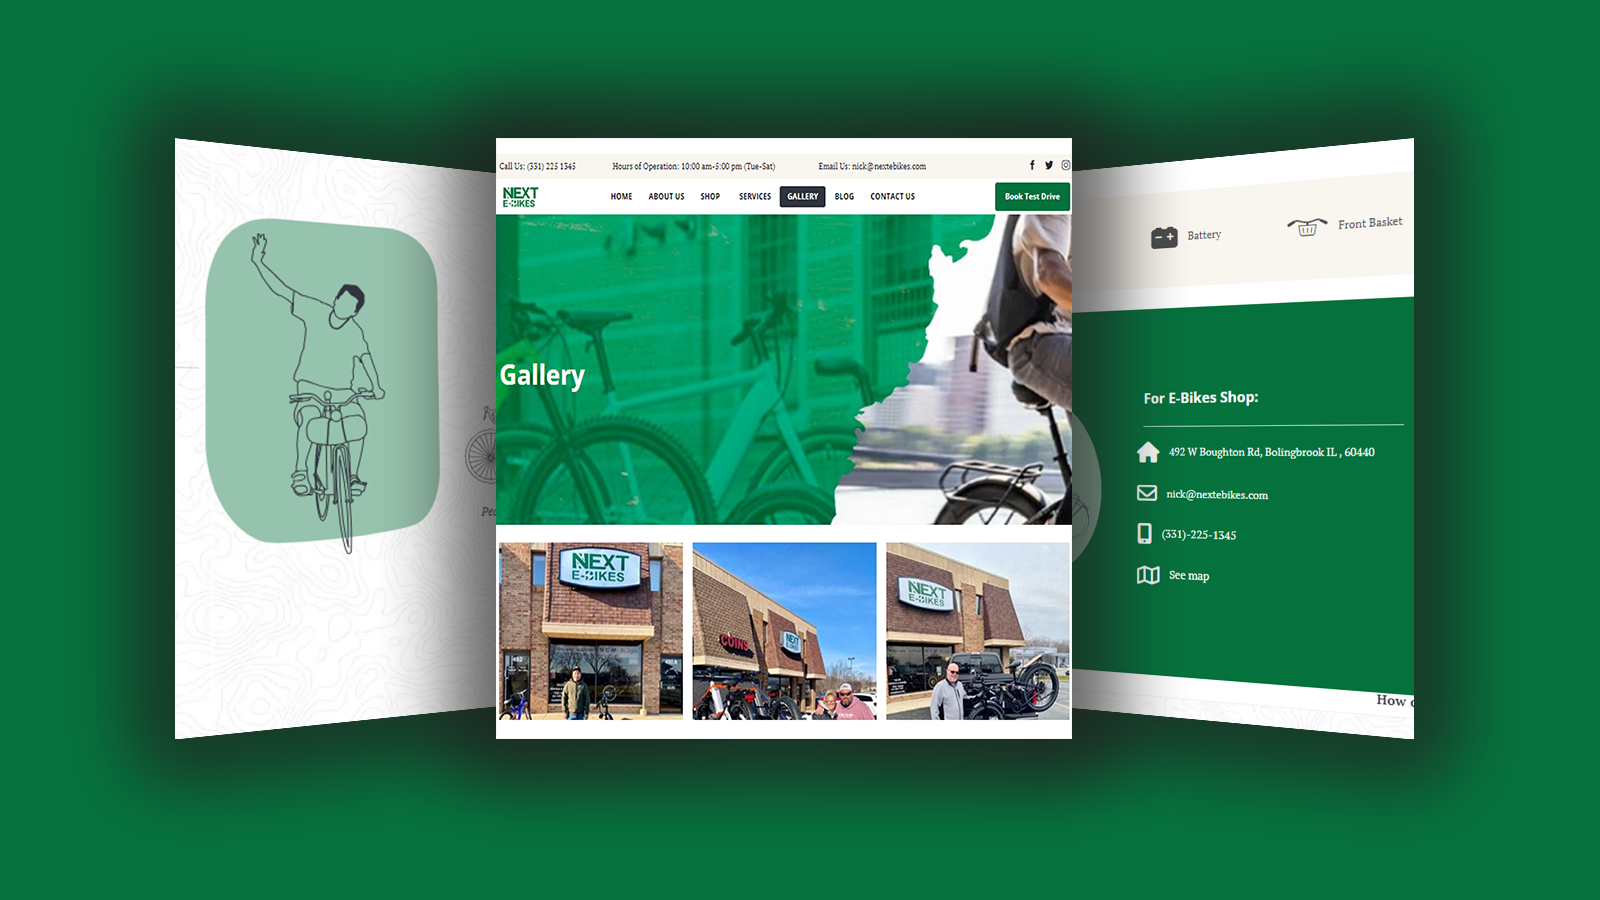 Call Us: (331) 225 1345
Hours of Operation: 10:00 am-5:00 pm (Tue-Sat)
Email Us: nick@nextebikes.com
NEXT
E-BIKES
HOME
ABOUT US
SHOP
SERVICES
GALLERY
BLOG
CONTACT US
Book Test Drive
Gallery
NEXT
E-BIKES
492
COINS
NEXT
E-BIKES
NEXT
E-BIKES
Battery
Front Basket
For E-Bikes Shop:
492 W Boughton Rd, Bolingbrook IL , 60440
nick@nextebikes.com
(331)-225-1345
See map
How